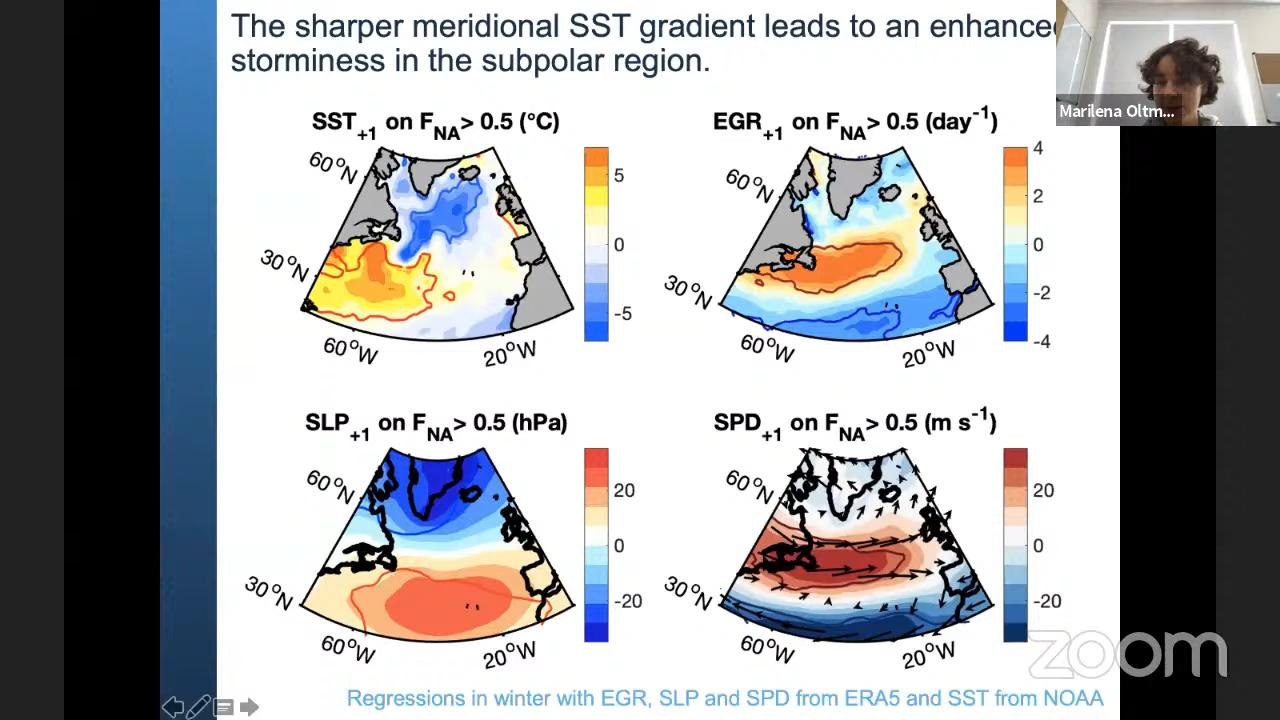 The sharper meridional SST gradient leads to an enhanced
storminess in the subpolar region.
Marilena Oltm...
SST+1 on FNA> 0.5 (°C)
60°N
30°N
60°W
20°W
5
0
-5
EGR+1 on FNA> 0.5 (day-1)
60°N
30°N
60°W
20°W
4
2
0
-2
-4
SLP+1 on FNA> 0.5 (hPa)
60°N
30°N
60°W
20°W
20
0
-20
SPD+1 on FNA> 0.5 (m s-1)
60°N
30°N
60°W
20°W
20
0
-20
zoom
Regressions in winter with EGR, SLP and SPD from ERA5 and SST from NOAA